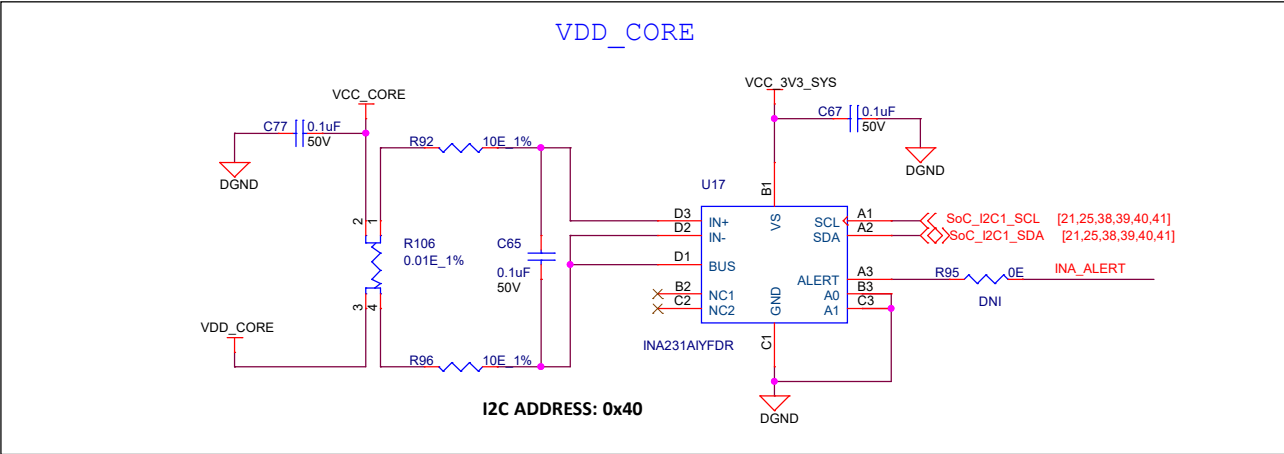 VDD_CORE
VCC_3V3_SYS
VCC_CORE
C77 0.1uF
50V
C67 0.1uF
50V
R92 10E_1%
DGND
DGND
U17
B1
D3 IN+ VS SCL A1 SoC_I2C1_SCL [21,25,38,39,40,41]
D2 IN- SDA A2 SoC_I2C1_SDA [21,25,38,39,40,41]
2 1
R106
0.01E_1%
C65
0.1uF
50V
D1 BUS
ALERT A3 R95 0E INA_ALERT
B2 NC1 A0 B3
C2 NC2 GND A1 C3
DNI
3 4
VDD_CORE
INA231AIYFDR
C1
R96 10E_1%
I2C ADDRESS: 0x40
DGND